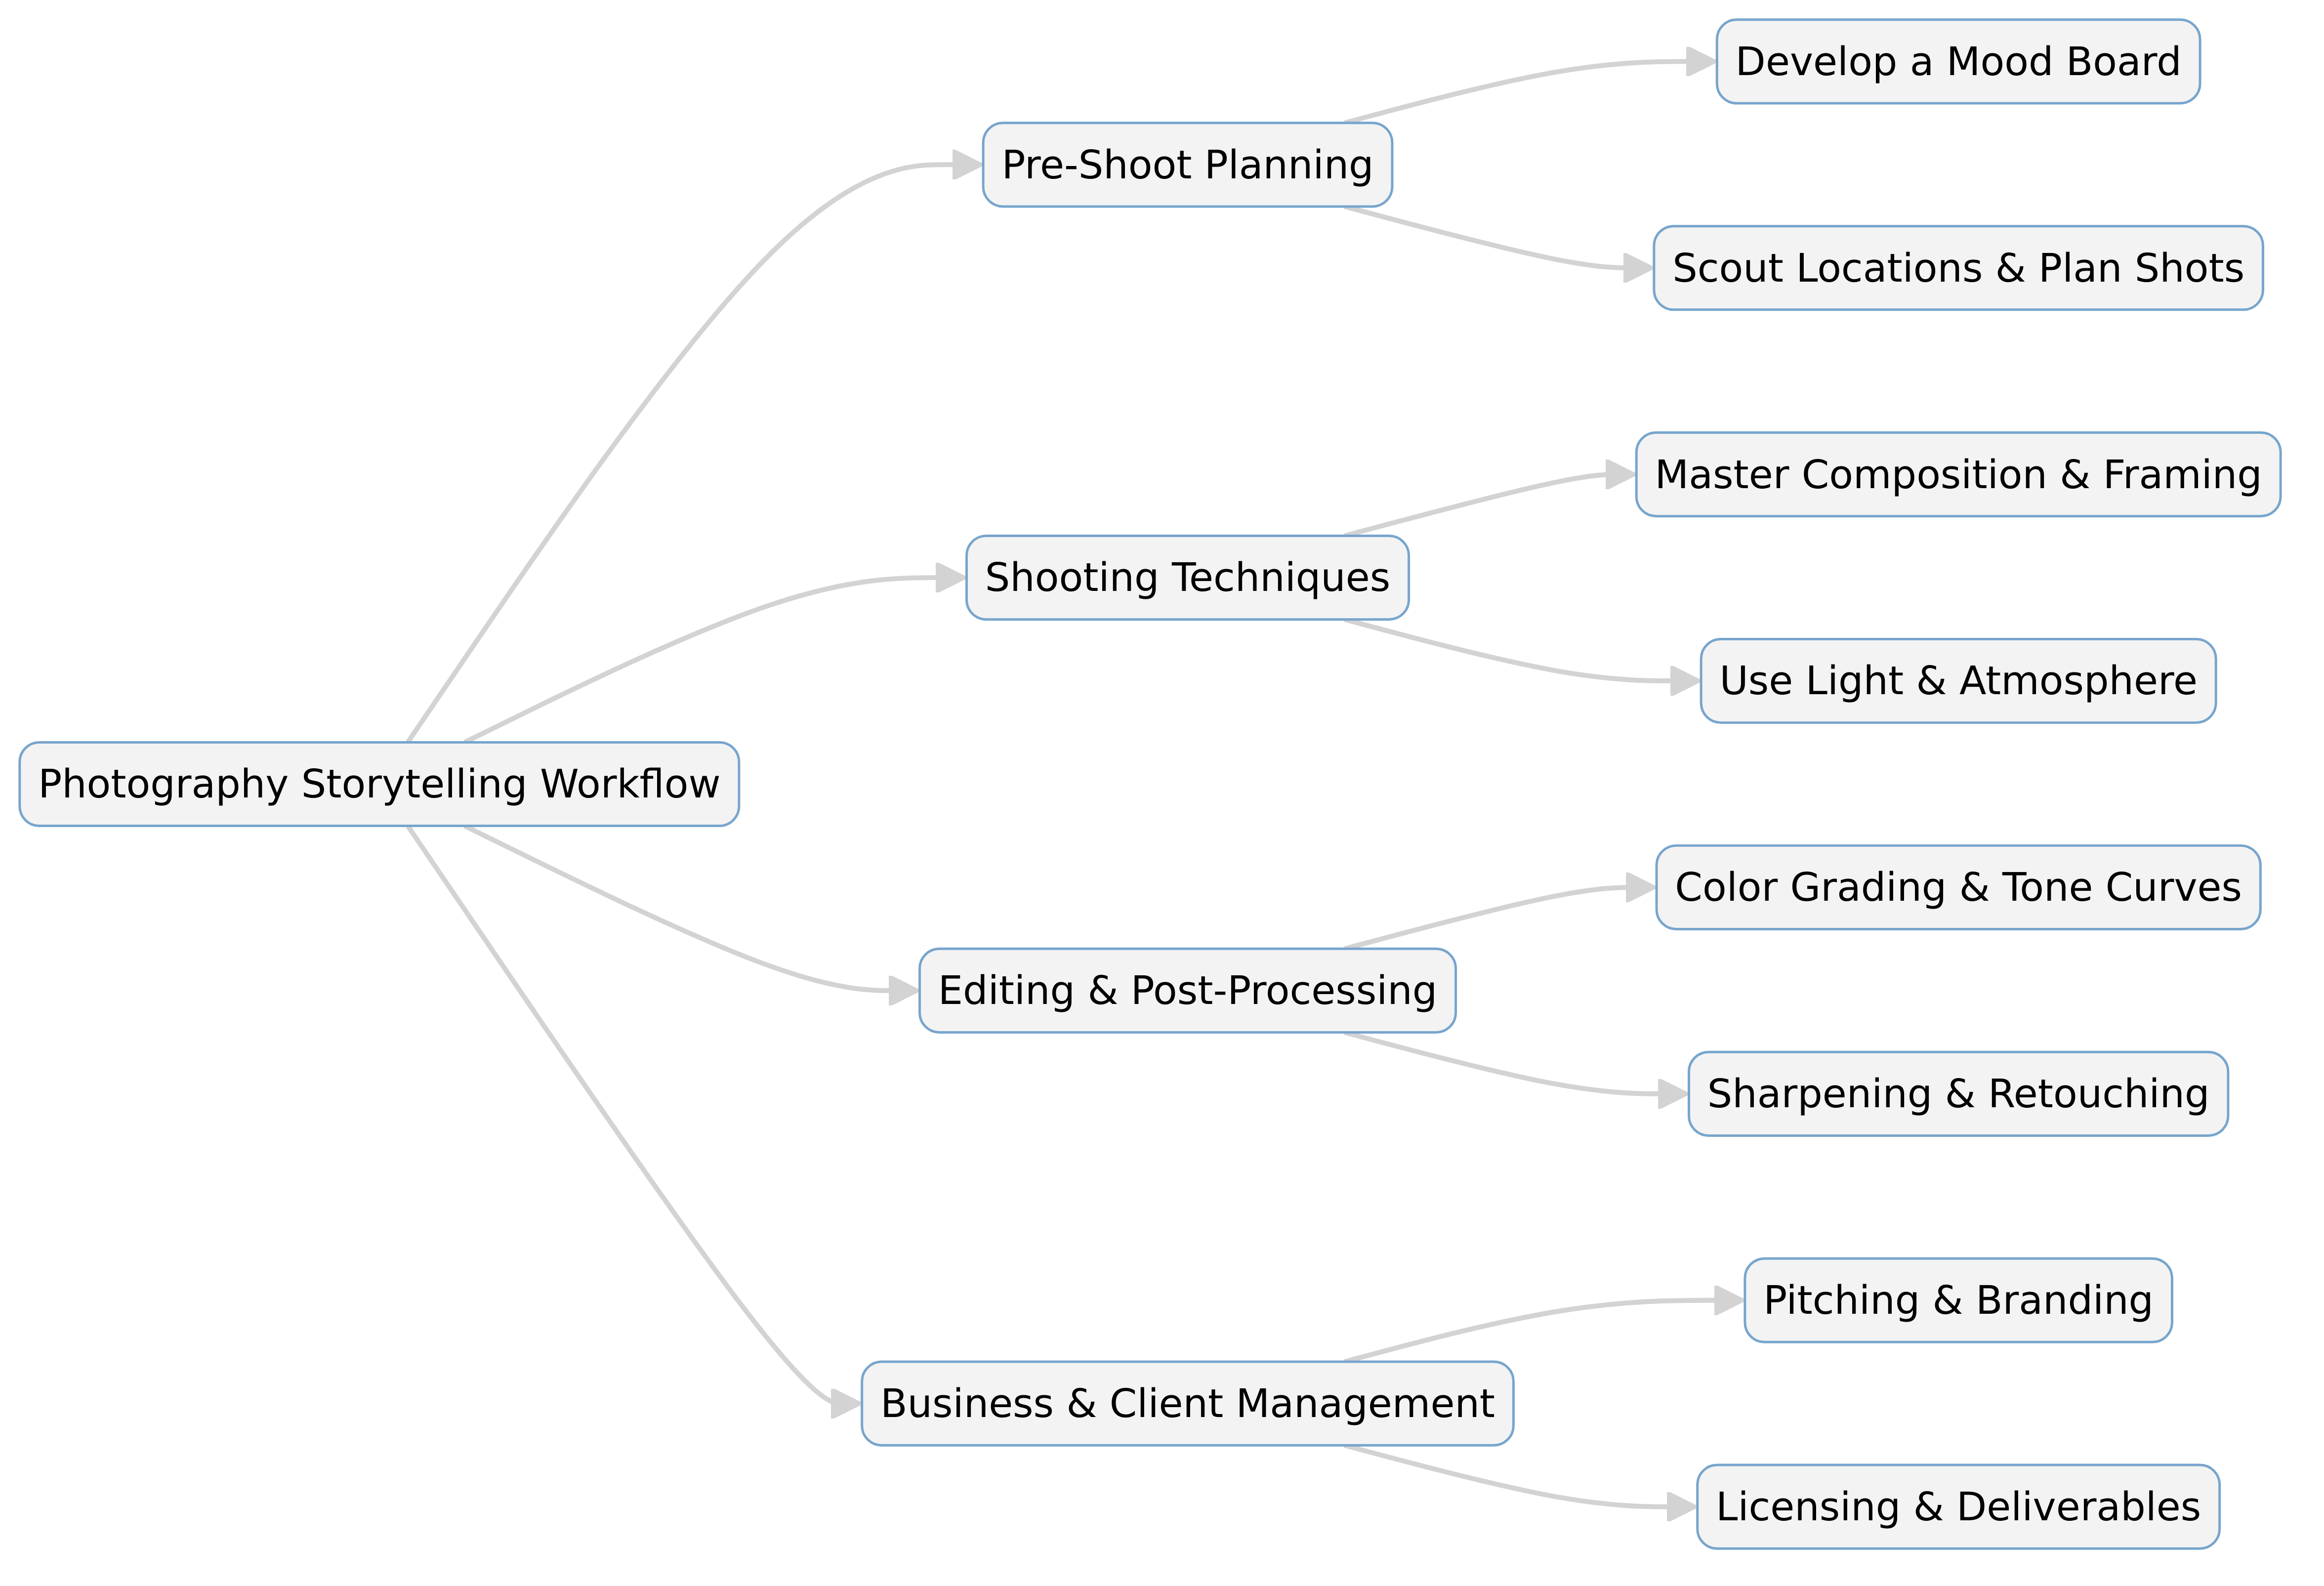 Photography Storytelling Workflow
Pre-Shoot Planning
Develop a Mood Board
Scout Locations & Plan Shots
Shooting Techniques
Master Composition & Framing
Use Light & Atmosphere
Editing & Post-Processing
Color Grading & Tone Curves
Sharpening & Retouching
Business & Client Management
Pitching & Branding
Licensing & Deliverables